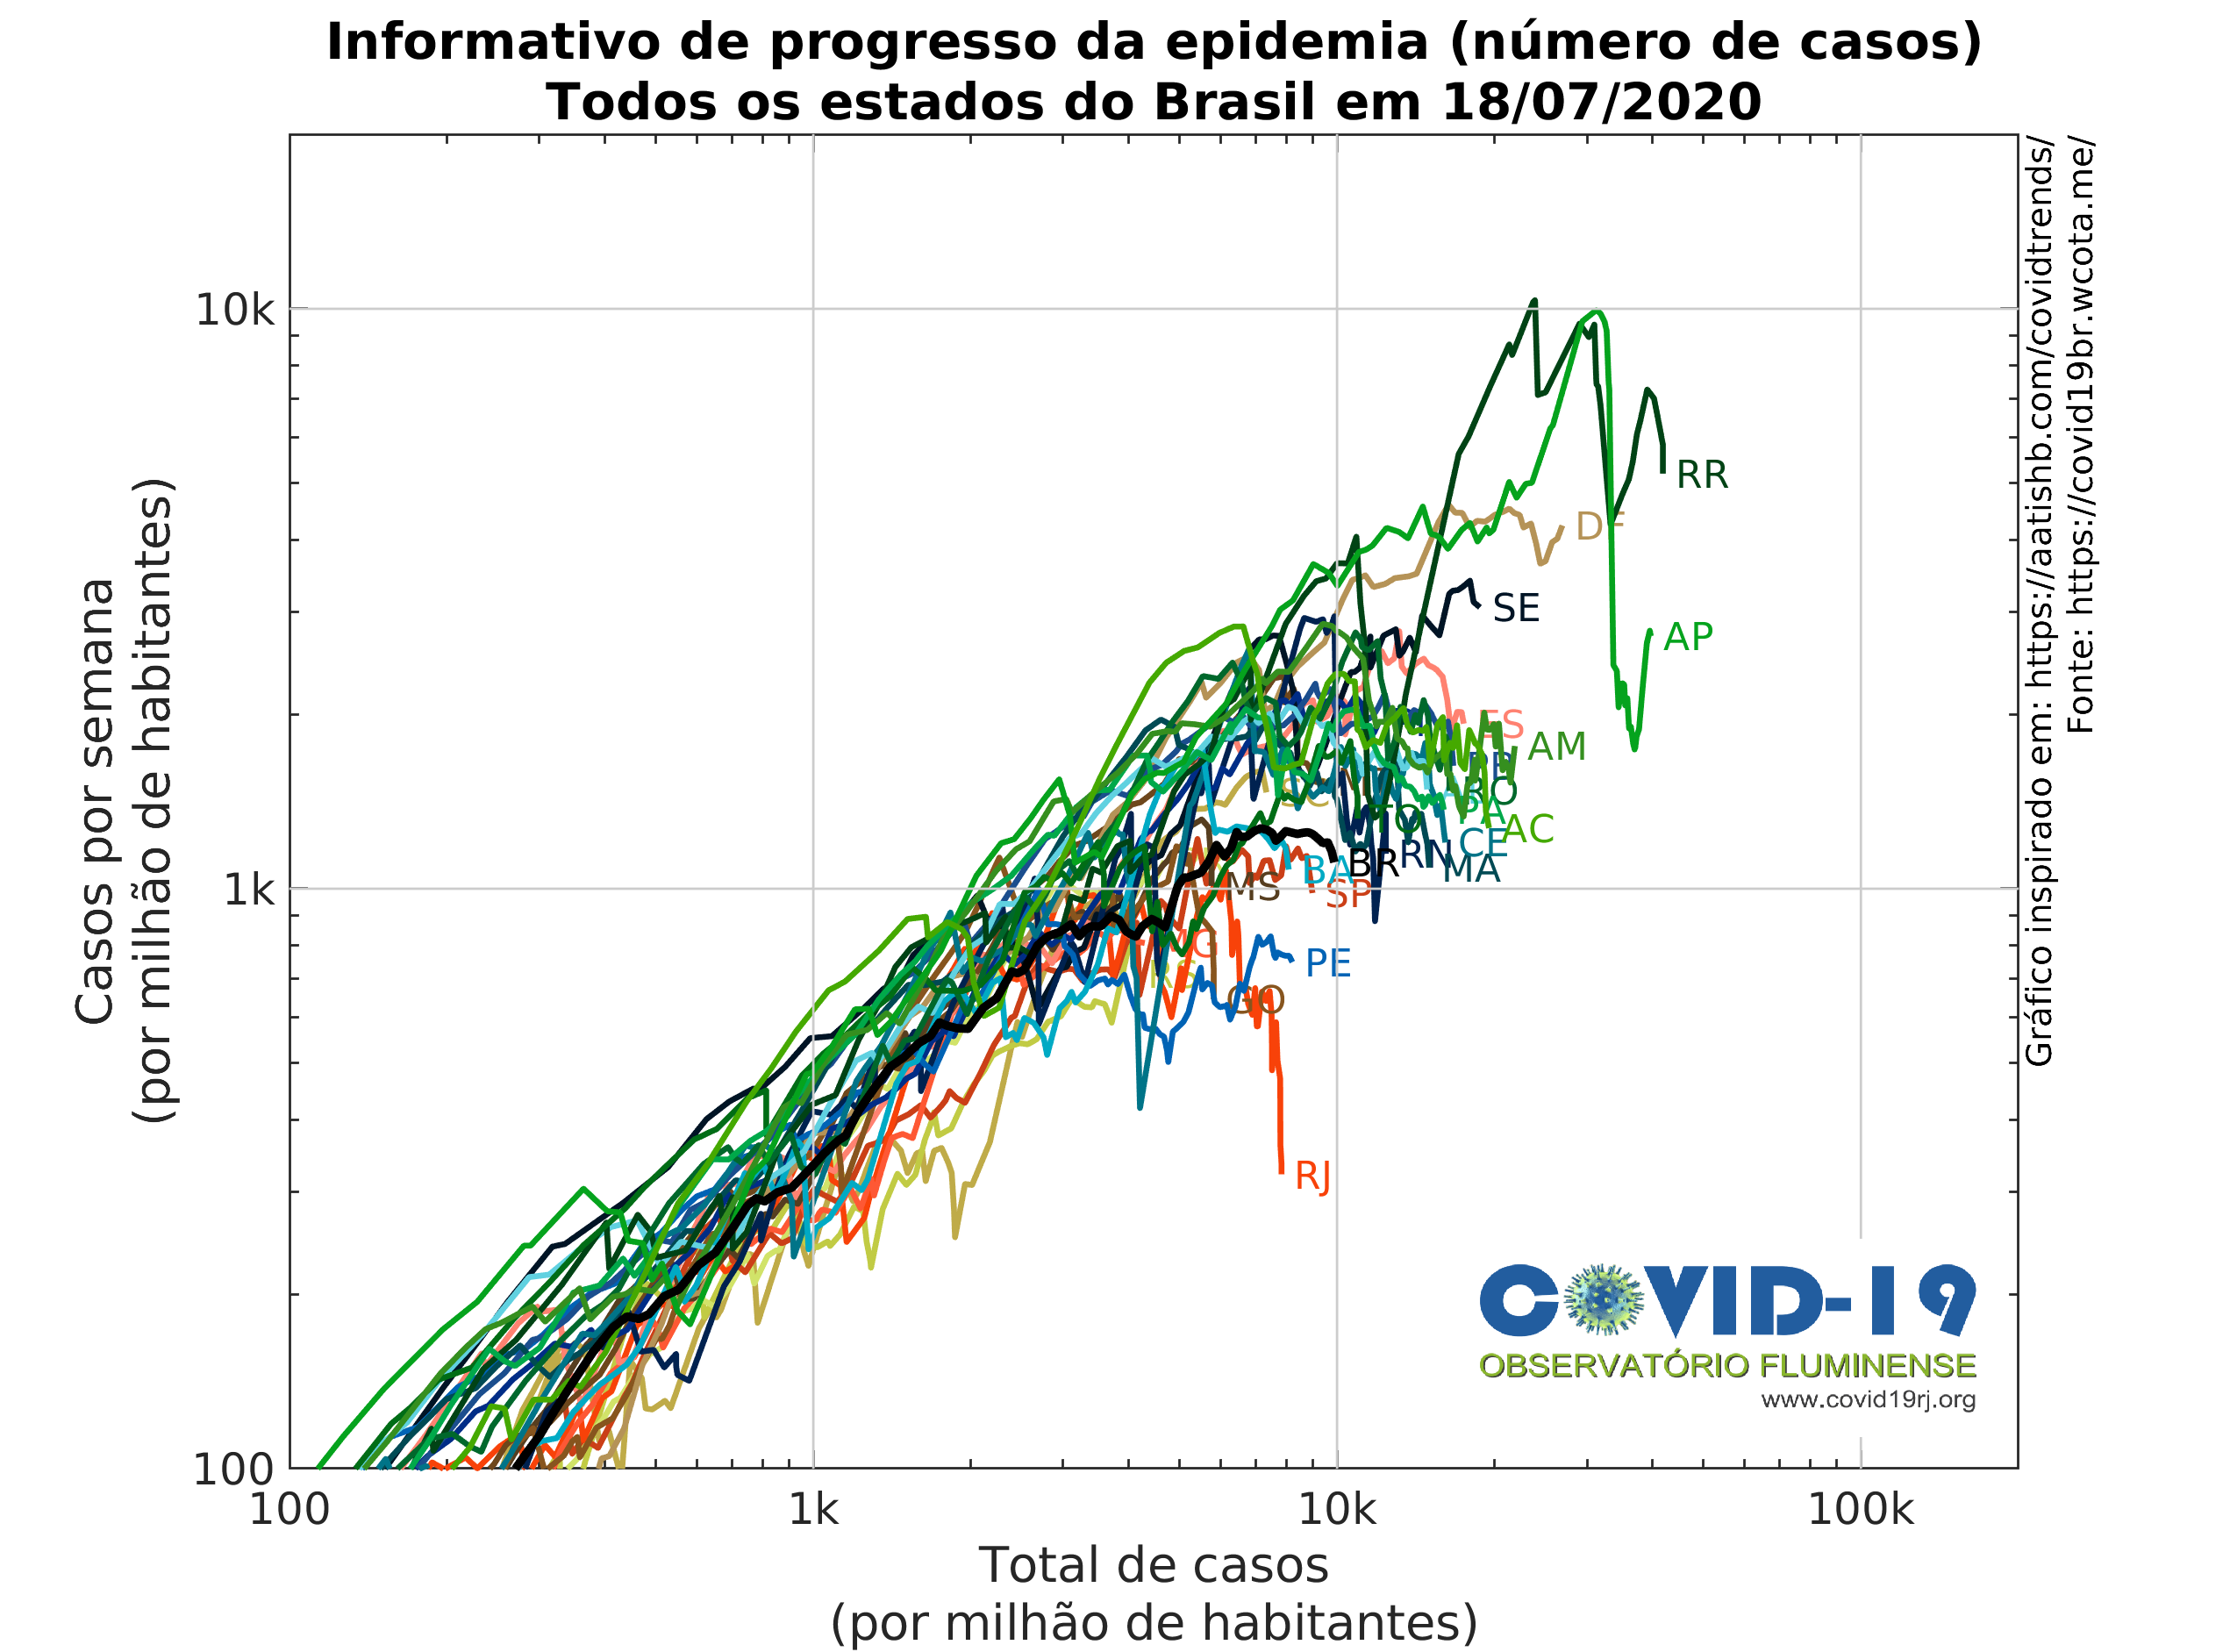 Informativo de progresso da epidemia (número de casos)
Todos os estados do Brasil em 18/07/2020
Casos por semana
(por milhão de habitantes)
10k
1k
100
100
1k
10k
100k
Total de casos
(por milhão de habitantes)
RR
DF
SE
AP
ES
AM
RO
PA
AC
TO
CE
RN
MA
BR
BA
SP
MS
PE
GO
RJ
Gráfico inspirado em: https://aatishb.com/covidtrends/
Fonte: https://covid19br.wcota.me/
COVID-19
OBSERVATÓRIO FLUMINENSE
www.covid19rj.org